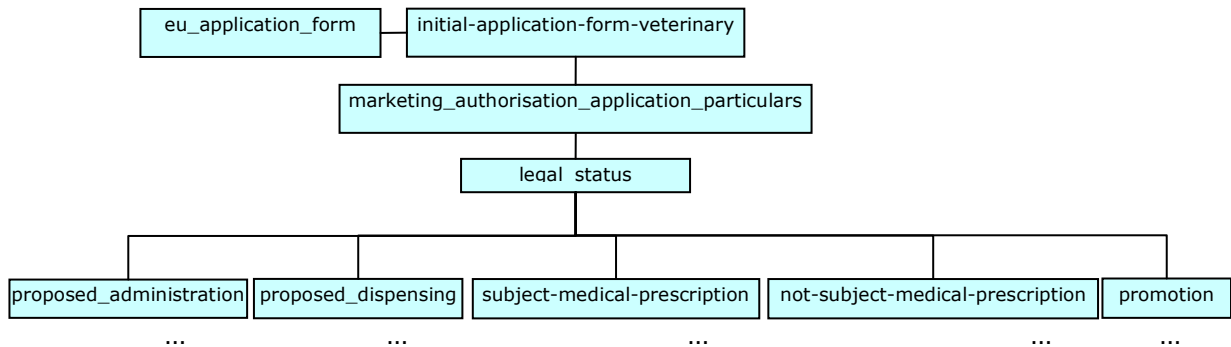 eu_application_form initial-application-form-veterinary
marketing_authorisation_application_particulars
legal_status
proposed_administration proposed_dispensing subject-medical-prescription not-subject-medical-prescription promotion
... ... ... ... ...